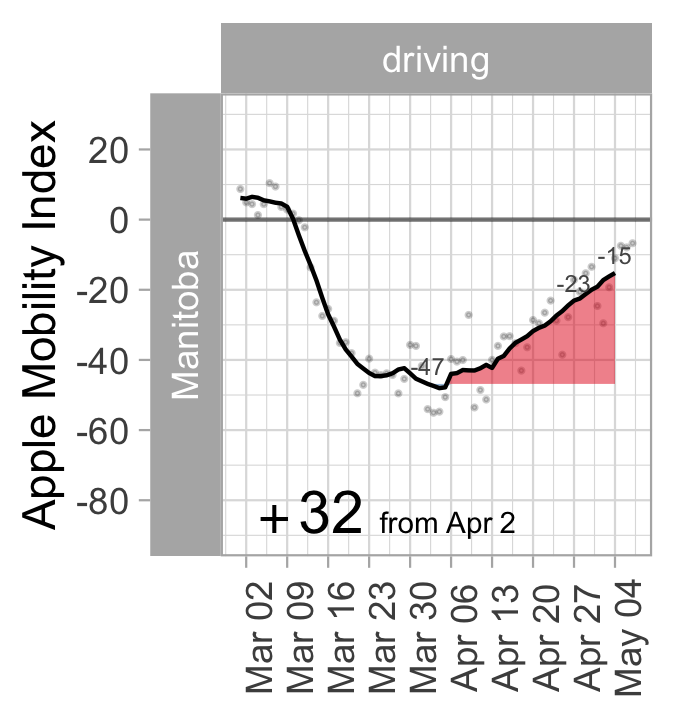 driving
Manitoba
Apple Mobility Index
20
0
-20
-40
-60
-80
-15
-23
-47
+32 from Apr 2
Mar 02
Mar 09
Mar 16
Mar 23
Mar 30
Apr 06
Apr 13
Apr 20
Apr 27
May 04